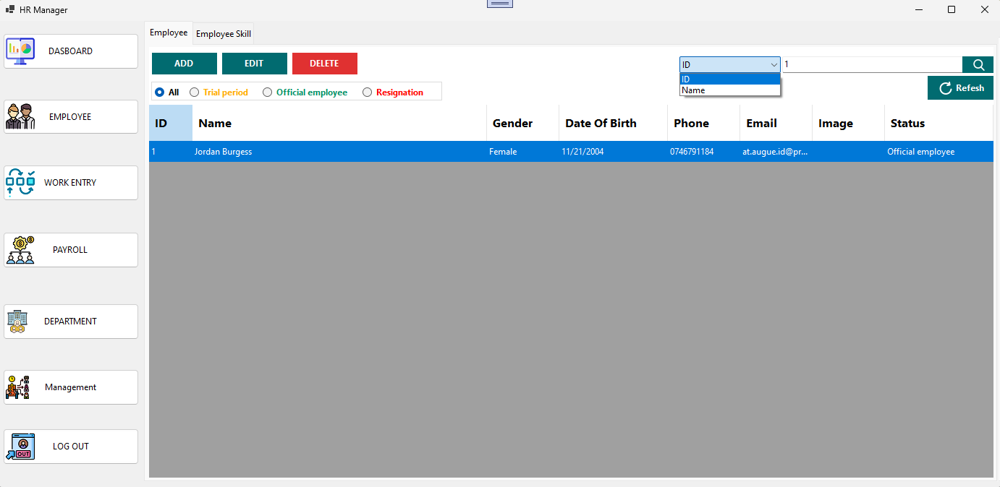 HR Manager
DASBOARD
EMPLOYEE
WORK ENTRY
PAYROLL
DEPARTMENT
Management
OUT
LOG OUT
Employee Employee Skill
ADD EDIT DELETE
ID 1
ID
Name
All Trial period Official employee Resignation
Refesh
ID Name Gender Date Of Birth Phone Email Image Status
1 Jordan Burgess Female 11/21/2004 0746791184 at.augue.id@pr... Official employee